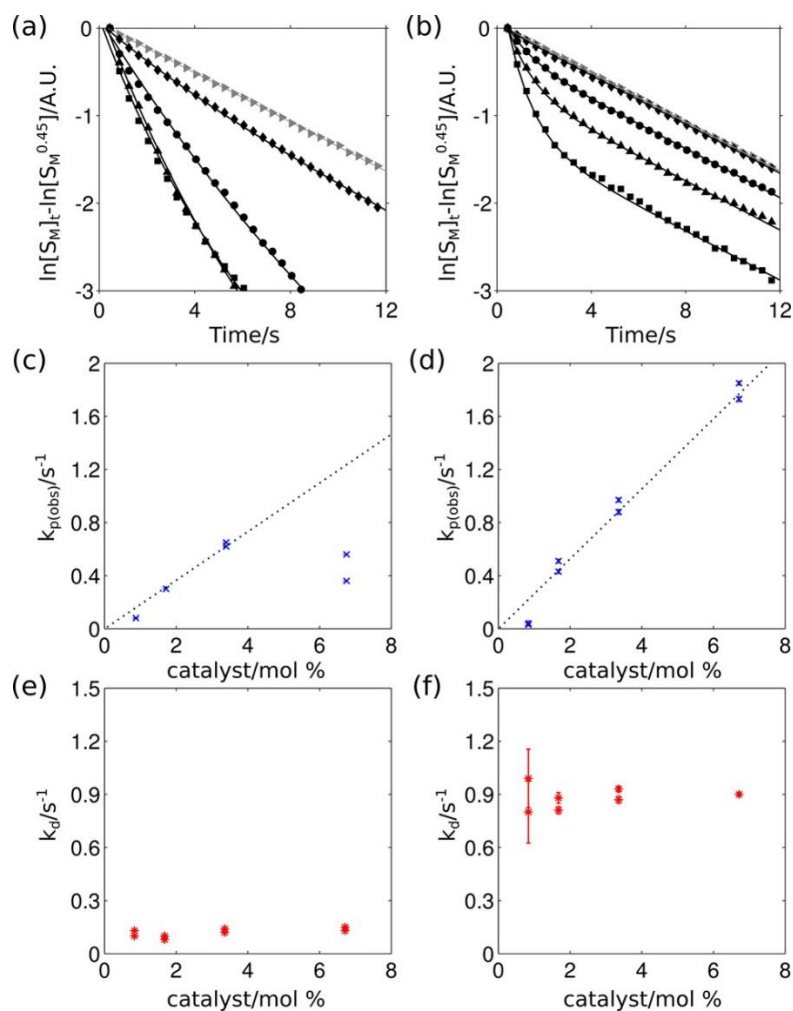 (a)
0
-1
-2
-3
ln[S_M]_t-ln[S_M^0.45]/A.U.
0 4 8 12
Time/s
(b)
0
-1
-2
-3
ln[S_M]_t-ln[S_M^0.45]/A.U.
0 4 8 12
Time/s
(c)
2
1.6
1.2
0.8
0.4
0
k_p(obs)/s^-1
0 2 4 6 8
catalyst/mol %
(d)
2
1.6
1.2
0.8
0.4
0
k_p(obs)/s^-1
0 2 4 6 8
catalyst/mol %
(e)
1.5
1.2
0.9
0.6
0.3
0
k_d/s^-1
0 2 4 6 8
catalyst/mol %
(f)
1.5
1.2
0.9
0.6
0.3
0
k_d/s^-1
0 2 4 6 8
catalyst/mol %